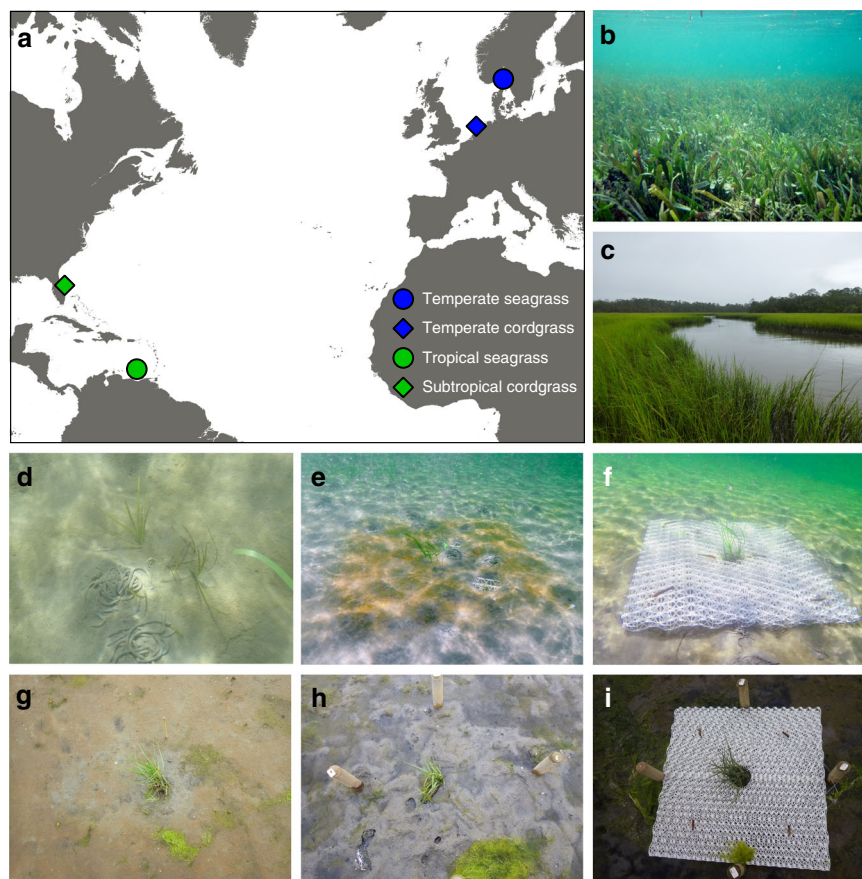 a
b
Temperate seagrass
Temperate cordgrass
Tropical seagrass
Subtropical cordgrass
c
d
e
f
g
h
i